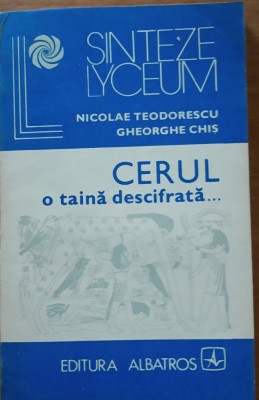 SINTEZE
LYCEUM
NICOLAE TEODORESCU
GHEORGHE CHIȘ
CERUL
o taină descifrată...
EDITURA ALBATROS